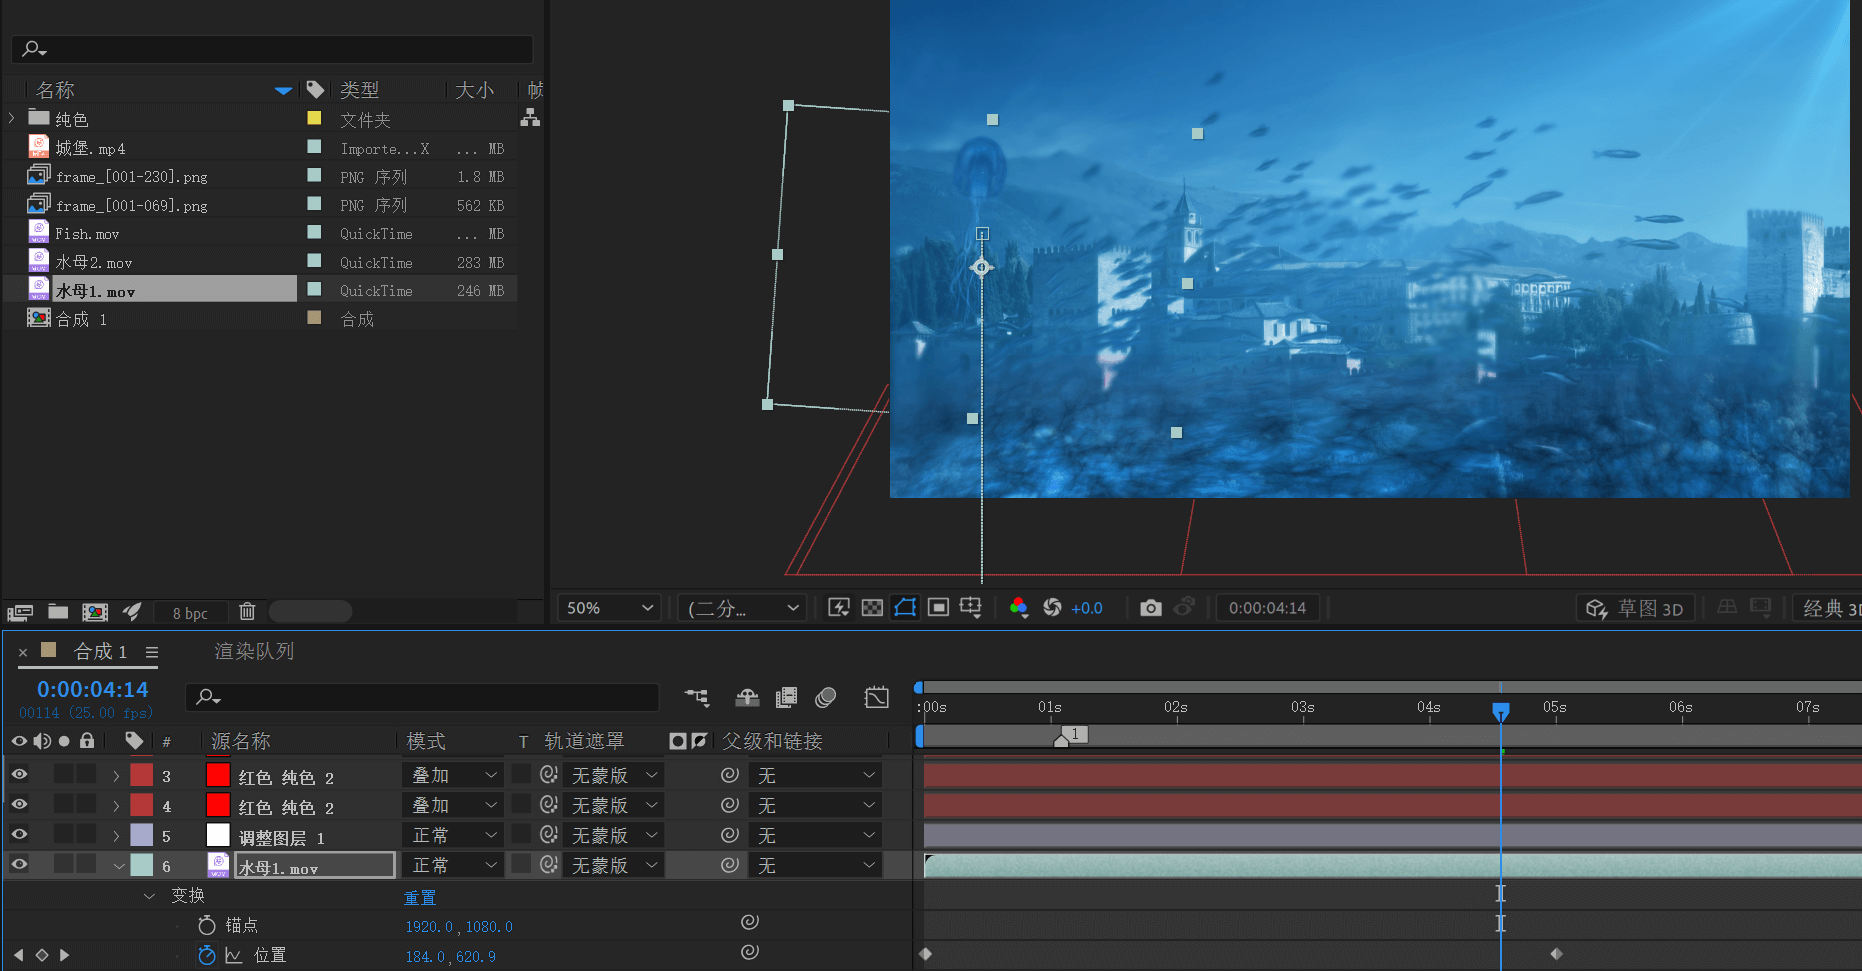 名称 类型 大小 帧
纯色 文件夹
城堡.mp4 Importe...X ... MB
frame_[001-230].png PNG 序列 1.8 MB
frame_[001-069].png PNG 序列 562 KB
Fish.mov QuickTime ... MB
水母2.mov QuickTime 283 MB
水母1.mov QuickTime 246 MB
合成 1 合成
8 bpc
50% (二分... +0.0 0:00:04:14 草图 3D 经典 3D
× 合成 1 渲染队列
0:00:04:14
00114 (25.00 fps)
:00s 01s 02s 03s 04s 05s 06s 07s
# 源名称 模式 T 轨道遮罩 父级和链接
1
3 红色 纯色 2 叠加 无蒙版 无
4 红色 纯色 2 叠加 无蒙版 无
5 调整图层 1 正常 无蒙版 无
6 水母1.mov 正常 无蒙版 无
变换 重置
锚点 1920.0,1080.0
位置 184.0,620.9